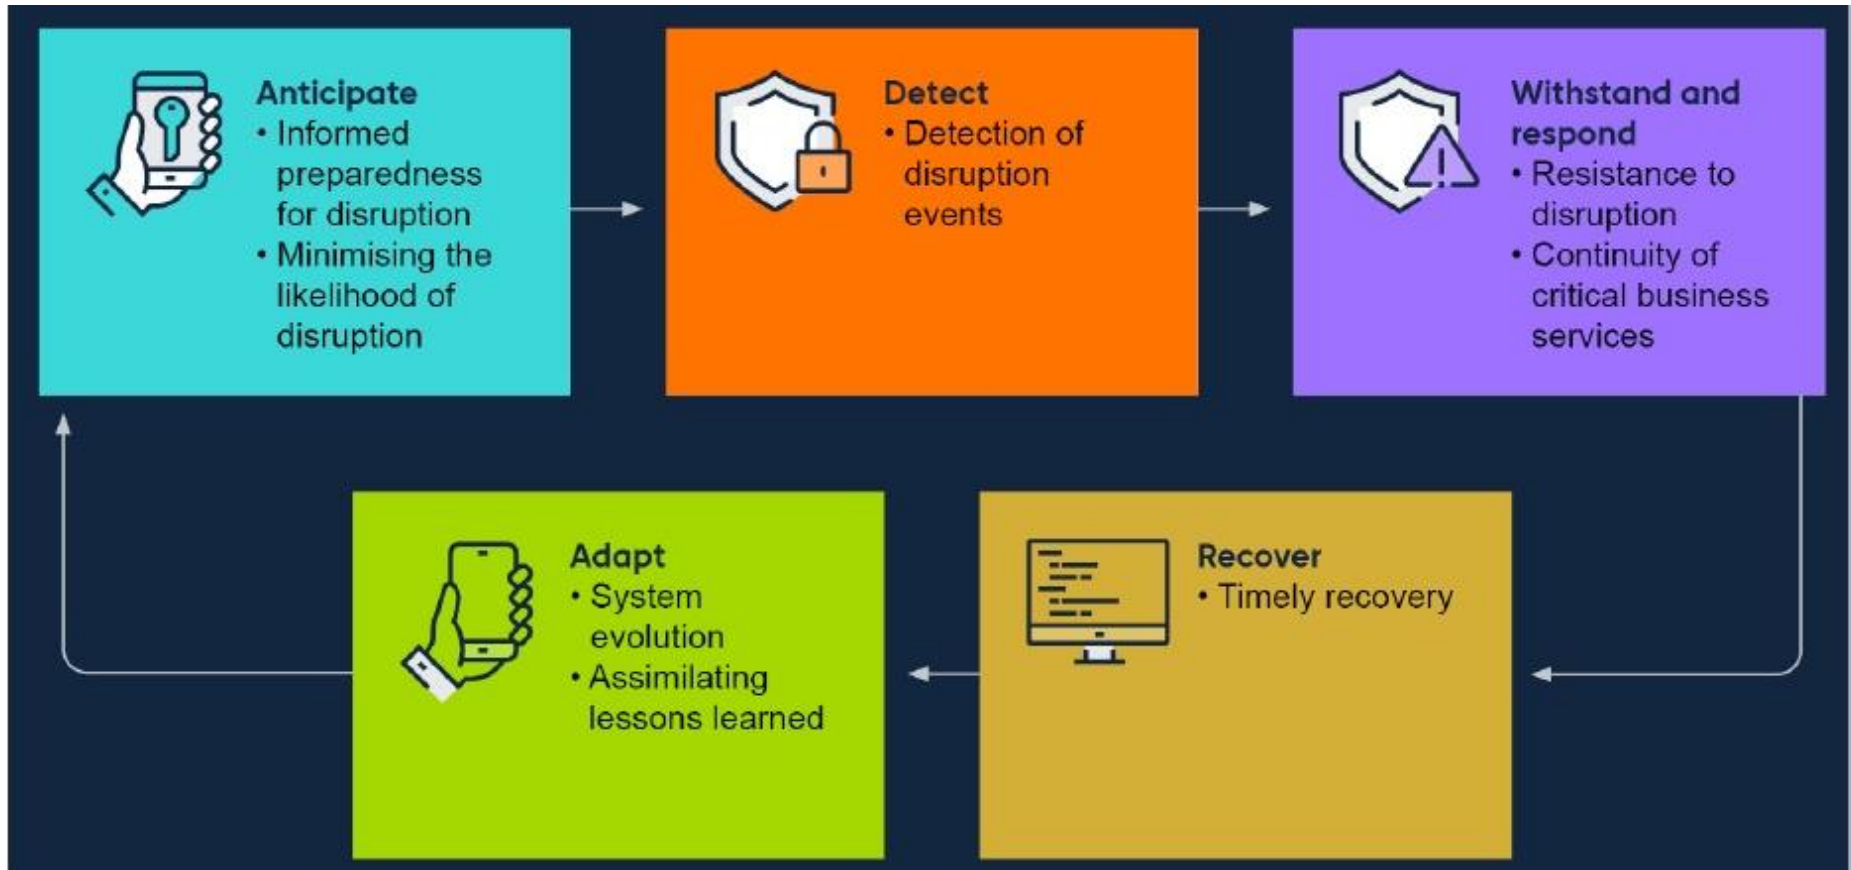 Anticipate
• Informed
preparedness
for disruption
• Minimising the
likelihood of
disruption
Detect
• Detection of
disruption
events
Withstand and
respond
• Resistance to
disruption
• Continuity of
critical business
services
Recover
• Timely recovery
Adapt
• System
evolution
• Assimilating
lessons learned